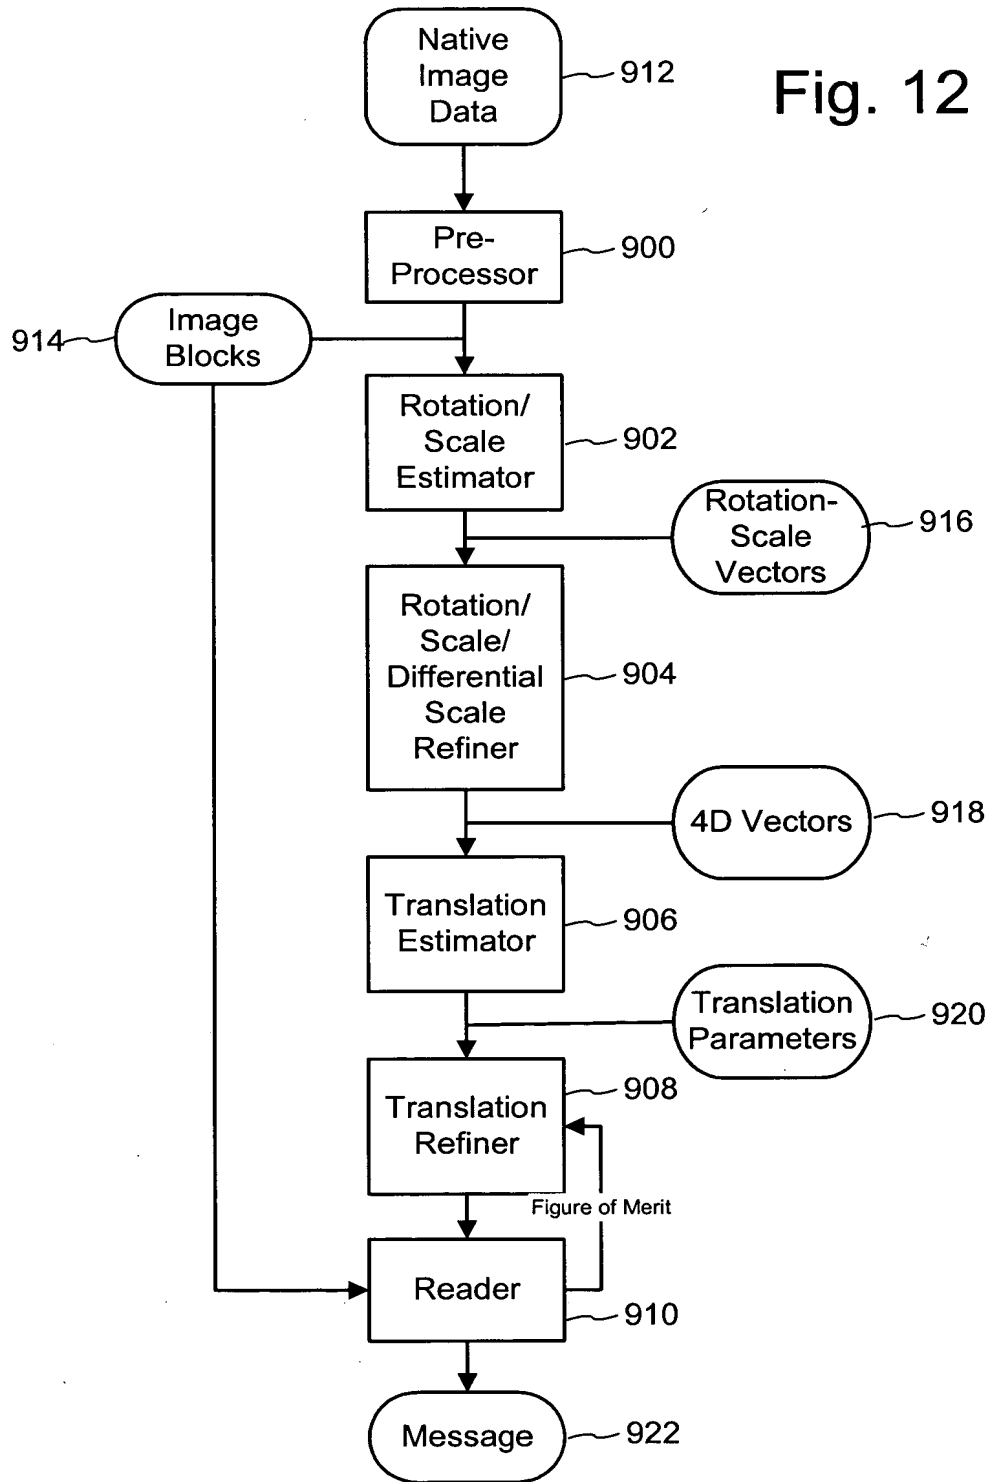 Native
Image
Data
912
Fig. 12
Pre-
Processor
900
Image
Blocks
914
Rotation/
Scale
Estimator
902
Rotation-
Scale
Vectors
916
Rotation/
Scale/
Differential
Scale
Refiner
904
4D Vectors
918
Translation
Estimator
906
Translation
Parameters
920
Translation
Refiner
908
Figure of Merit
Reader
910
Message
922